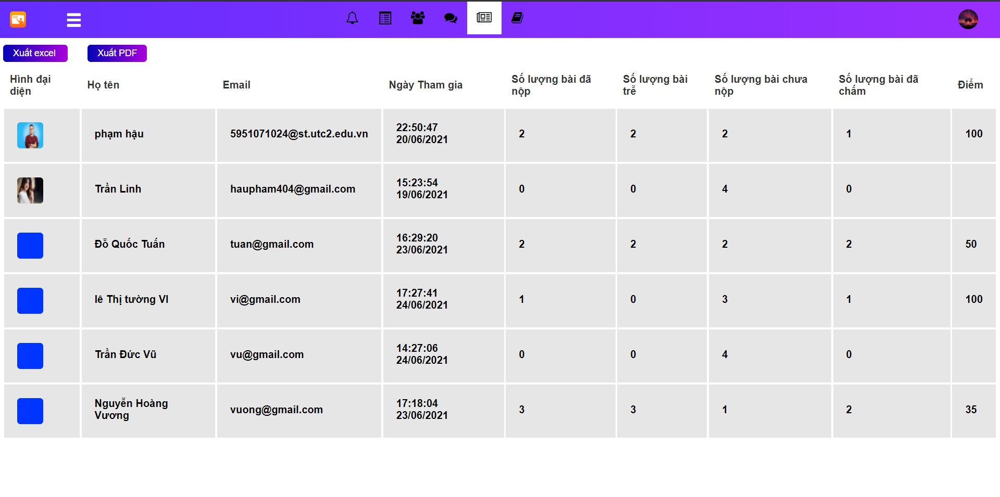 Xuất excel Xuất PDF
Hình đại diện Họ tên Email Ngày Tham gia Số lượng bài đã nộp Số lượng bài trễ Số lượng bài chưa nộp Số lượng bài đã chấm Điểm
phạm hậu 5951071024@st.utc2.edu.vn 22:50:47 20/06/2021 2 2 2 1 100
Trần Linh haupham404@gmail.com 15:23:54 19/06/2021 0 0 4 0
Đỗ Quốc Tuấn tuan@gmail.com 16:29:20 23/06/2021 2 2 2 2 50
lê Thị tường VI vi@gmail.com 17:27:41 24/06/2021 1 0 3 1 100
Trần Đức Vũ vu@gmail.com 14:27:06 24/06/2021 0 0 4 0
Nguyễn Hoàng Vương vuong@gmail.com 17:18:04 23/06/2021 3 3 1 2 35